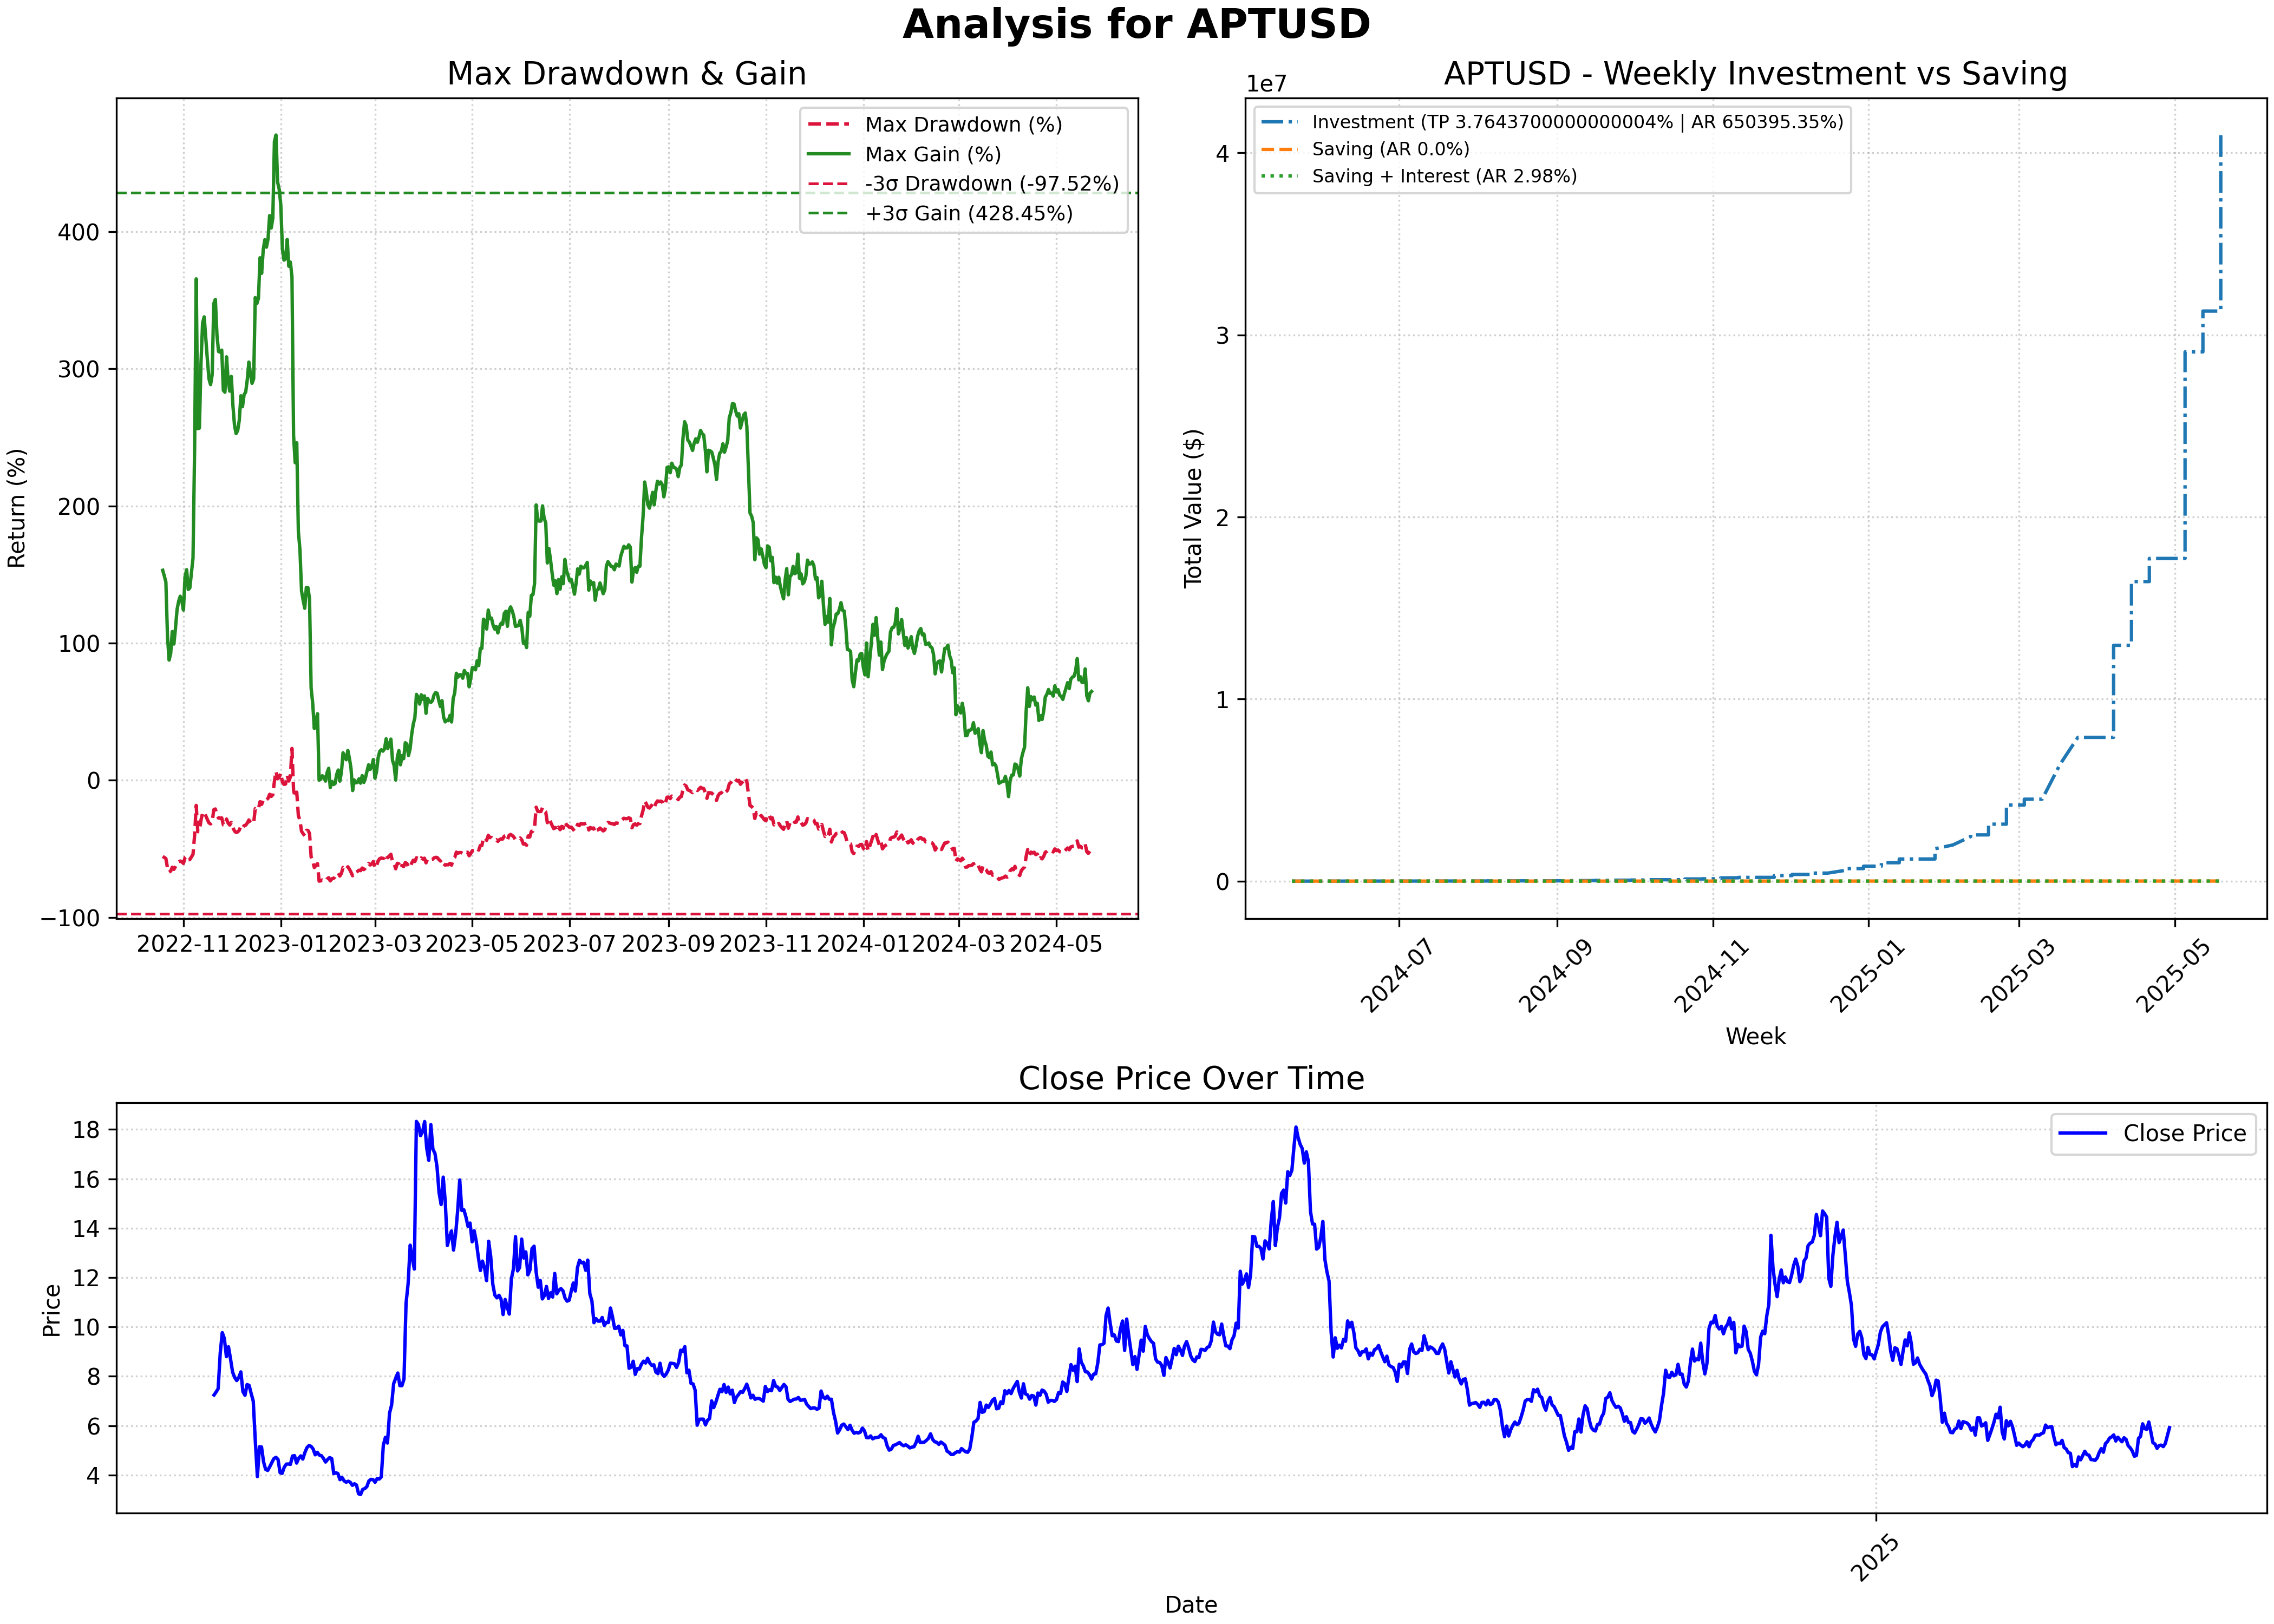 Analysis for APTUSD
Max Drawdown & Gain
Return (%)
400
300
200
100
0
−100
2022-11 2023-01 2023-03 2023-05 2023-07 2023-09 2023-11 2024-01 2024-03 2024-05
Max Drawdown (%)
Max Gain (%)
-3σ Drawdown (-97.52%)
+3σ Gain (428.45%)
APTUSD - Weekly Investment vs Saving
1e7
Total Value ($)
4
3
2
1
0
Investment (TP 3.7643700000000004% | AR 650395.35%)
Saving (AR 0.0%)
Saving + Interest (AR 2.98%)
2024-07 2024-09 2024-11 2025-01 2025-03 2025-05
Week
Close Price Over Time
Price
18
16
14
12
10
8
6
4
Close Price
2025
Date